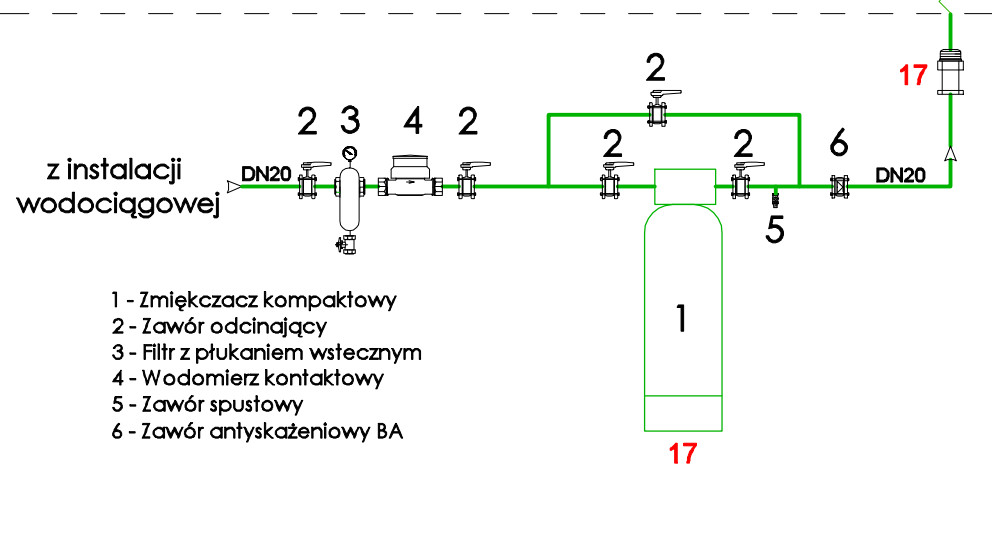 2
17
2 3 4 2
2 2 6
z instalacji
wodociągowej
DN20
DN20
5
1
1 - Zmiękczacz kompaktowy
2 - Zawór odcinający
3 - Filtr z płukaniem wstecznym
4 - Wodomierz kontaktowy
5 - Zawór spustowy
6 - Zawór antyskażeniowy BA
17